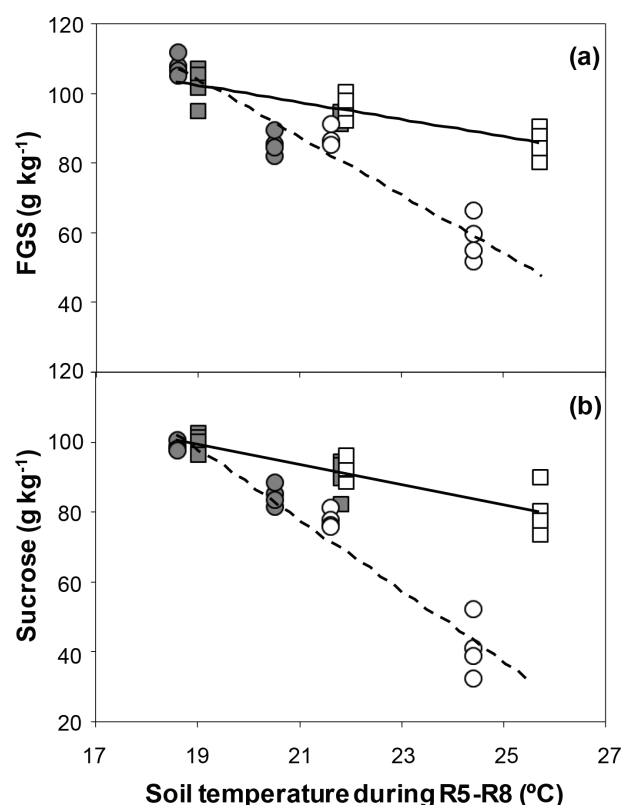 120
(a)
100
80
60
40
FGS (g kg-1)
120
(b)
100
80
60
40
20
Sucrose (g kg-1)
17 19 21 23 25 27
Soil temperature during R5-R8 (ºC)